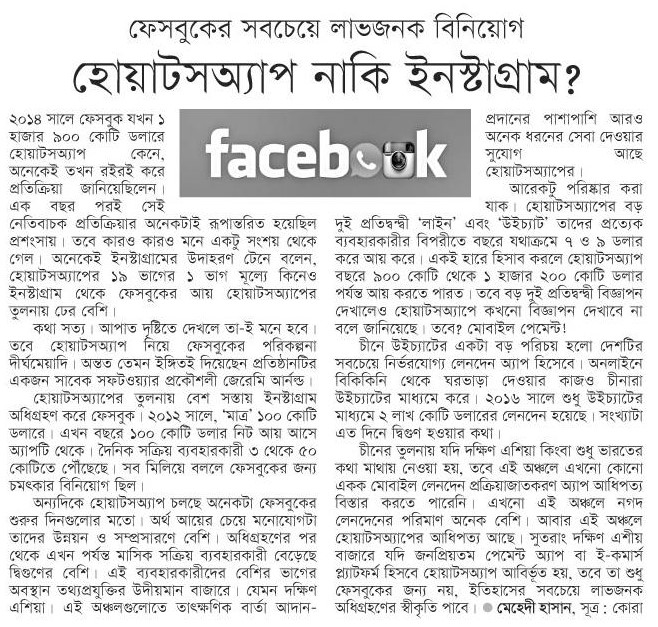 ফেসবুকের সবচেয়ে লাভজনক বিনিয়োগ
হোয়াটসঅ্যাপ নাকি ইনস্টাগ্রাম?
২০১৪ সালে ফেসবুক যখন ১
হাজার ৯০০ কোটি ডলারে
হোয়াটসঅ্যাপ কেনে,
অনেকেই তখন রইরই করে
প্রতিক্রিয়া জানিয়েছিলেন।
এক বছর পরই সেই
নেতিবাচক প্রতিক্রিয়ার অনেকটাই রূপান্তরিত হয়েছিল
প্রশংসায়। তবে কারও কারও মনে একটু সংশয় থেকে
গেল। অনেকেই ইনস্টাগ্রামের উদাহরণ টেনে বলেন,
হোয়াটসঅ্যাপের ১৯ ভাগের ১ ভাগ মূল্যে কিনেও
ইনস্টাগ্রাম থেকে ফেসবুকের আয় হোয়াটসঅ্যাপের
তুলনায় ঢের বেশি।
কথা সত্য। আপাত দৃষ্টিতে দেখলে তা-ই মনে হবে।
তবে হোয়াটসঅ্যাপ নিয়ে ফেসবুকের পরিকল্পনা
দীর্ঘমেয়াদি। অন্তত তেমন ইঙ্গিতই দিয়েছেন প্রতিষ্ঠানটির
একজন সাবেক সফটওয়্যার প্রকৌশলী জেরেমি আর্নল্ড।
হোয়াটসঅ্যাপের তুলনায় বেশ সস্তায় ইনস্টাগ্রাম
অধিগ্রহণ করে ফেসবুক। ২০১২ সালে, ‘মাত্র’ ১০০ কোটি
ডলারে। এখন বছরে ১০০ কোটি ডলার নিট আয় আসে
অ্যাপটি থেকে। দৈনিক সক্রিয় ব্যবহারকারী ৩ থেকে ৫০
কোটিতে পৌঁছেছে। সব মিলিয়ে বললে ফেসবুকের জন্য
চমৎকার বিনিয়োগ ছিল।
অন্যদিকে হোয়াটসঅ্যাপ চলছে অনেকটা ফেসবুকের
শুরুর দিনগুলোর মতো। অর্থ আয়ের চেয়ে মনোযোগটা
তাদের উন্নয়ন ও সম্প্রসারণে বেশি। অধিগ্রহণের পর
থেকে এখন পর্যন্ত মাসিক সক্রিয় ব্যবহারকারী বেড়েছে
দ্বিগুণের বেশি। এই ব্যবহারকারীদের বেশির ভাগের
অবস্থান তথ্যপ্রযুক্তির উদীয়মান বাজারে। যেমন দক্ষিণ
এশিয়া। এই অঞ্চলগুলোতে তাৎক্ষণিক বার্তা আদান-
facebook
প্রদানের পাশাপাশি আরও
অনেক ধরনের সেবা দেওয়ার
সুযোগ আছে
হোয়াটসঅ্যাপের।
আরেকটু পরিষ্কার করা
যাক। হোয়াটসঅ্যাপের বড়
দুই প্রতিদ্বন্দ্বী ‘লাইন’ এবং ‘উইচ্যাট’ তাদের প্রত্যেক
ব্যবহারকারীর বিপরীতে বছরে যথাক্রমে ৭ ও ৯ ডলার
করে আয় করে। একই হারে হিসাব করলে হোয়াটসঅ্যাপ
বছরে ৯০০ কোটি থেকে ১ হাজার ২০০ কোটি ডলার
পর্যন্ত আয় করতে পারত। তবে বড় দুই প্রতিদ্বন্দ্বী বিজ্ঞাপন
দেখালেও হোয়াটসঅ্যাপে কখনো বিজ্ঞাপন দেখাবে না
বলে জানিয়েছে। তবে? মোবাইল পেমেন্ট!
চীনে উইচ্যাটের একটা বড় পরিচয় হলো দেশটির
সবচেয়ে নির্ভরযোগ্য লেনদেন অ্যাপ হিসেবে। অনলাইনে
বিকিকিনি থেকে ঘরভাড়া দেওয়ার কাজও চীনারা
উইচ্যাটের মাধ্যমে করে। ২০১৬ সালে শুধু উইচ্যাটের
মাধ্যমে ২ লাখ কোটি ডলারের লেনদেন হয়েছে। সংখ্যাটা
এত দিনে দ্বিগুণ হওয়ার কথা।
চীনের তুলনায় যদি দক্ষিণ এশিয়া কিংবা শুধু ভারতের
কথা মাথায় নেওয়া হয়, তবে এই অঞ্চলে এখনো কোনো
একক মোবাইল লেনদেন প্রক্রিয়াজাতকরণ অ্যাপ আধিপত্য
বিস্তার করতে পারেনি। এখনো এই অঞ্চলে নগদ
লেনদেনের পরিমাণ অনেক বেশি। আবার এই অঞ্চলে
হোয়াটসঅ্যাপের আধিপত্য আছে। সুতরাং দক্ষিণ এশীয়
বাজারে যদি জনপ্রিয়তম পেমেন্ট অ্যাপ বা ই-কমার্স
প্ল্যাটফর্ম হিসবে হোয়াটসঅ্যাপ আবির্ভূত হয়, তবে তা শুধু
ফেসবুকের জন্য নয়, ইতিহাসের সবচেয়ে লাভজনক
অধিগ্রহণের স্বীকৃতি পাবে। ● মেহেদী হাসান, সূত্র : কোরা